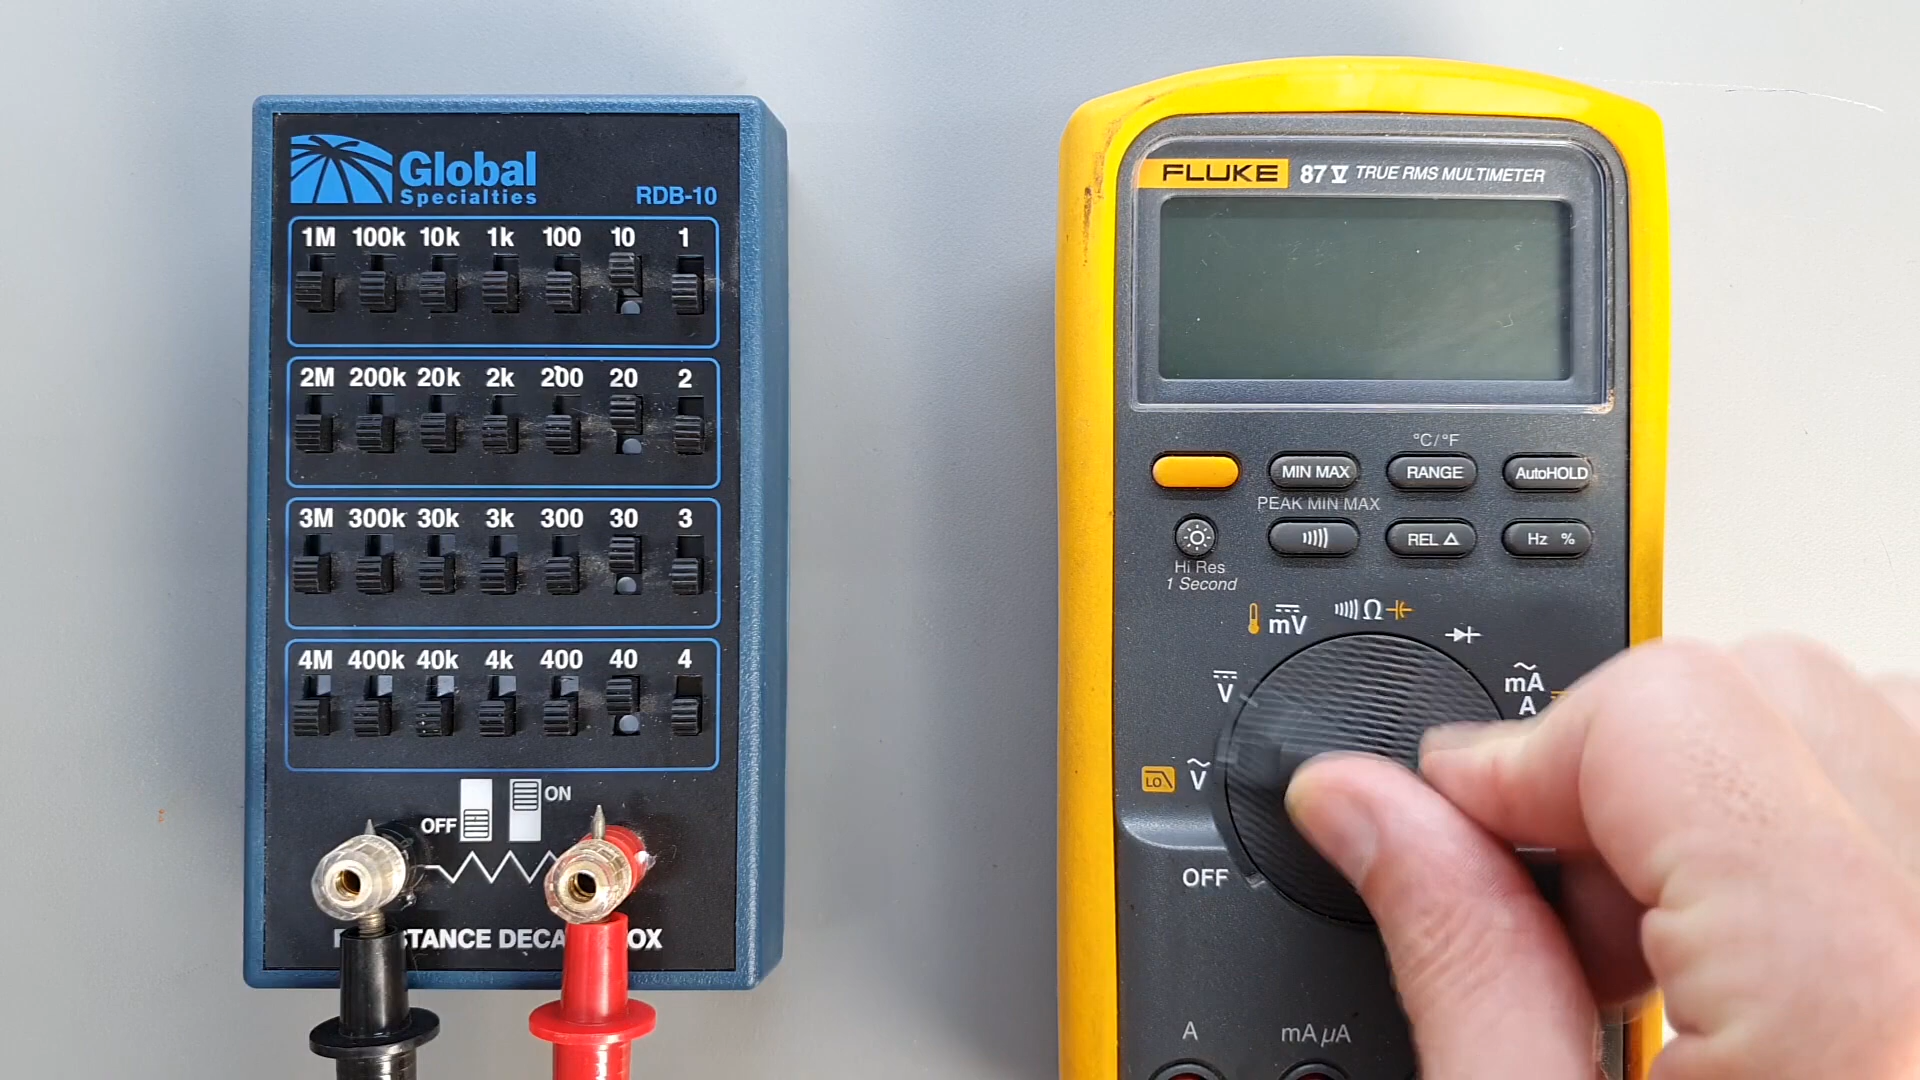 Global
Specialties
RDB-10
1M 100k 10k 1k 100 10 1
2M 200k 20k 2k 200 20 2
3M 300k 30k 3k 300 30 3
4M 400k 40k 4k 400 40 4
OFF ON
STANCE DECA OX
FLUKE 87 V TRUE RMS MULTIMETER
°C/°F
MIN MAX RANGE AutoHOLD
PEAK MIN MAX
REL Δ Hz %
Hi Res
1 Second
mV Ω
V mA
A
LO V
OFF
A mA µA